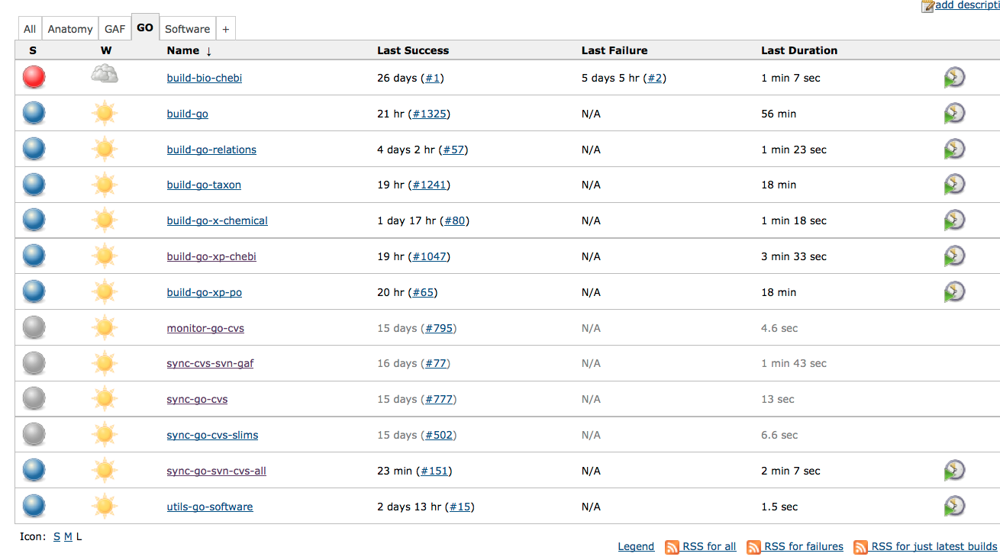 add descripti
All Anatomy GAF GO Software +
S W Name ↓ Last Success Last Failure Last Duration
build-bio-chebi 26 days (#1) 5 days 5 hr (#2) 1 min 7 sec
build-go 21 hr (#1325) N/A 56 min
build-go-relations 4 days 2 hr (#57) N/A 1 min 23 sec
build-go-taxon 19 hr (#1241) N/A 18 min
build-go-x-chemical 1 day 17 hr (#80) N/A 1 min 18 sec
build-go-xp-chebi 19 hr (#1047) N/A 3 min 33 sec
build-go-xp-po 20 hr (#65) N/A 18 min
monitor-go-cvs 15 days (#795) N/A 4.6 sec
sync-cvs-svn-gaf 16 days (#77) N/A 1 min 43 sec
sync-go-cvs 15 days (#777) N/A 13 sec
sync-go-cvs-slims 15 days (#502) N/A 6.6 sec
sync-go-svn-cvs-all 23 min (#151) N/A 2 min 7 sec
utils-go-software 2 days 13 hr (#15) N/A 1.5 sec
Icon: S M L
Legend RSS for all RSS for failures RSS for just latest builds